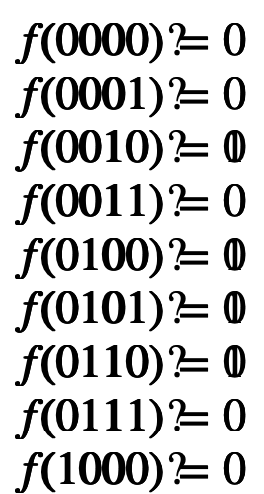 f(0000)?= 0
f(0001)?= 0
f(0010)?=
f(0011)?= 0
f(0100)?=
f(0101)?=
f(0110)?=
f(0111)?= 0
f(1000)?= 0